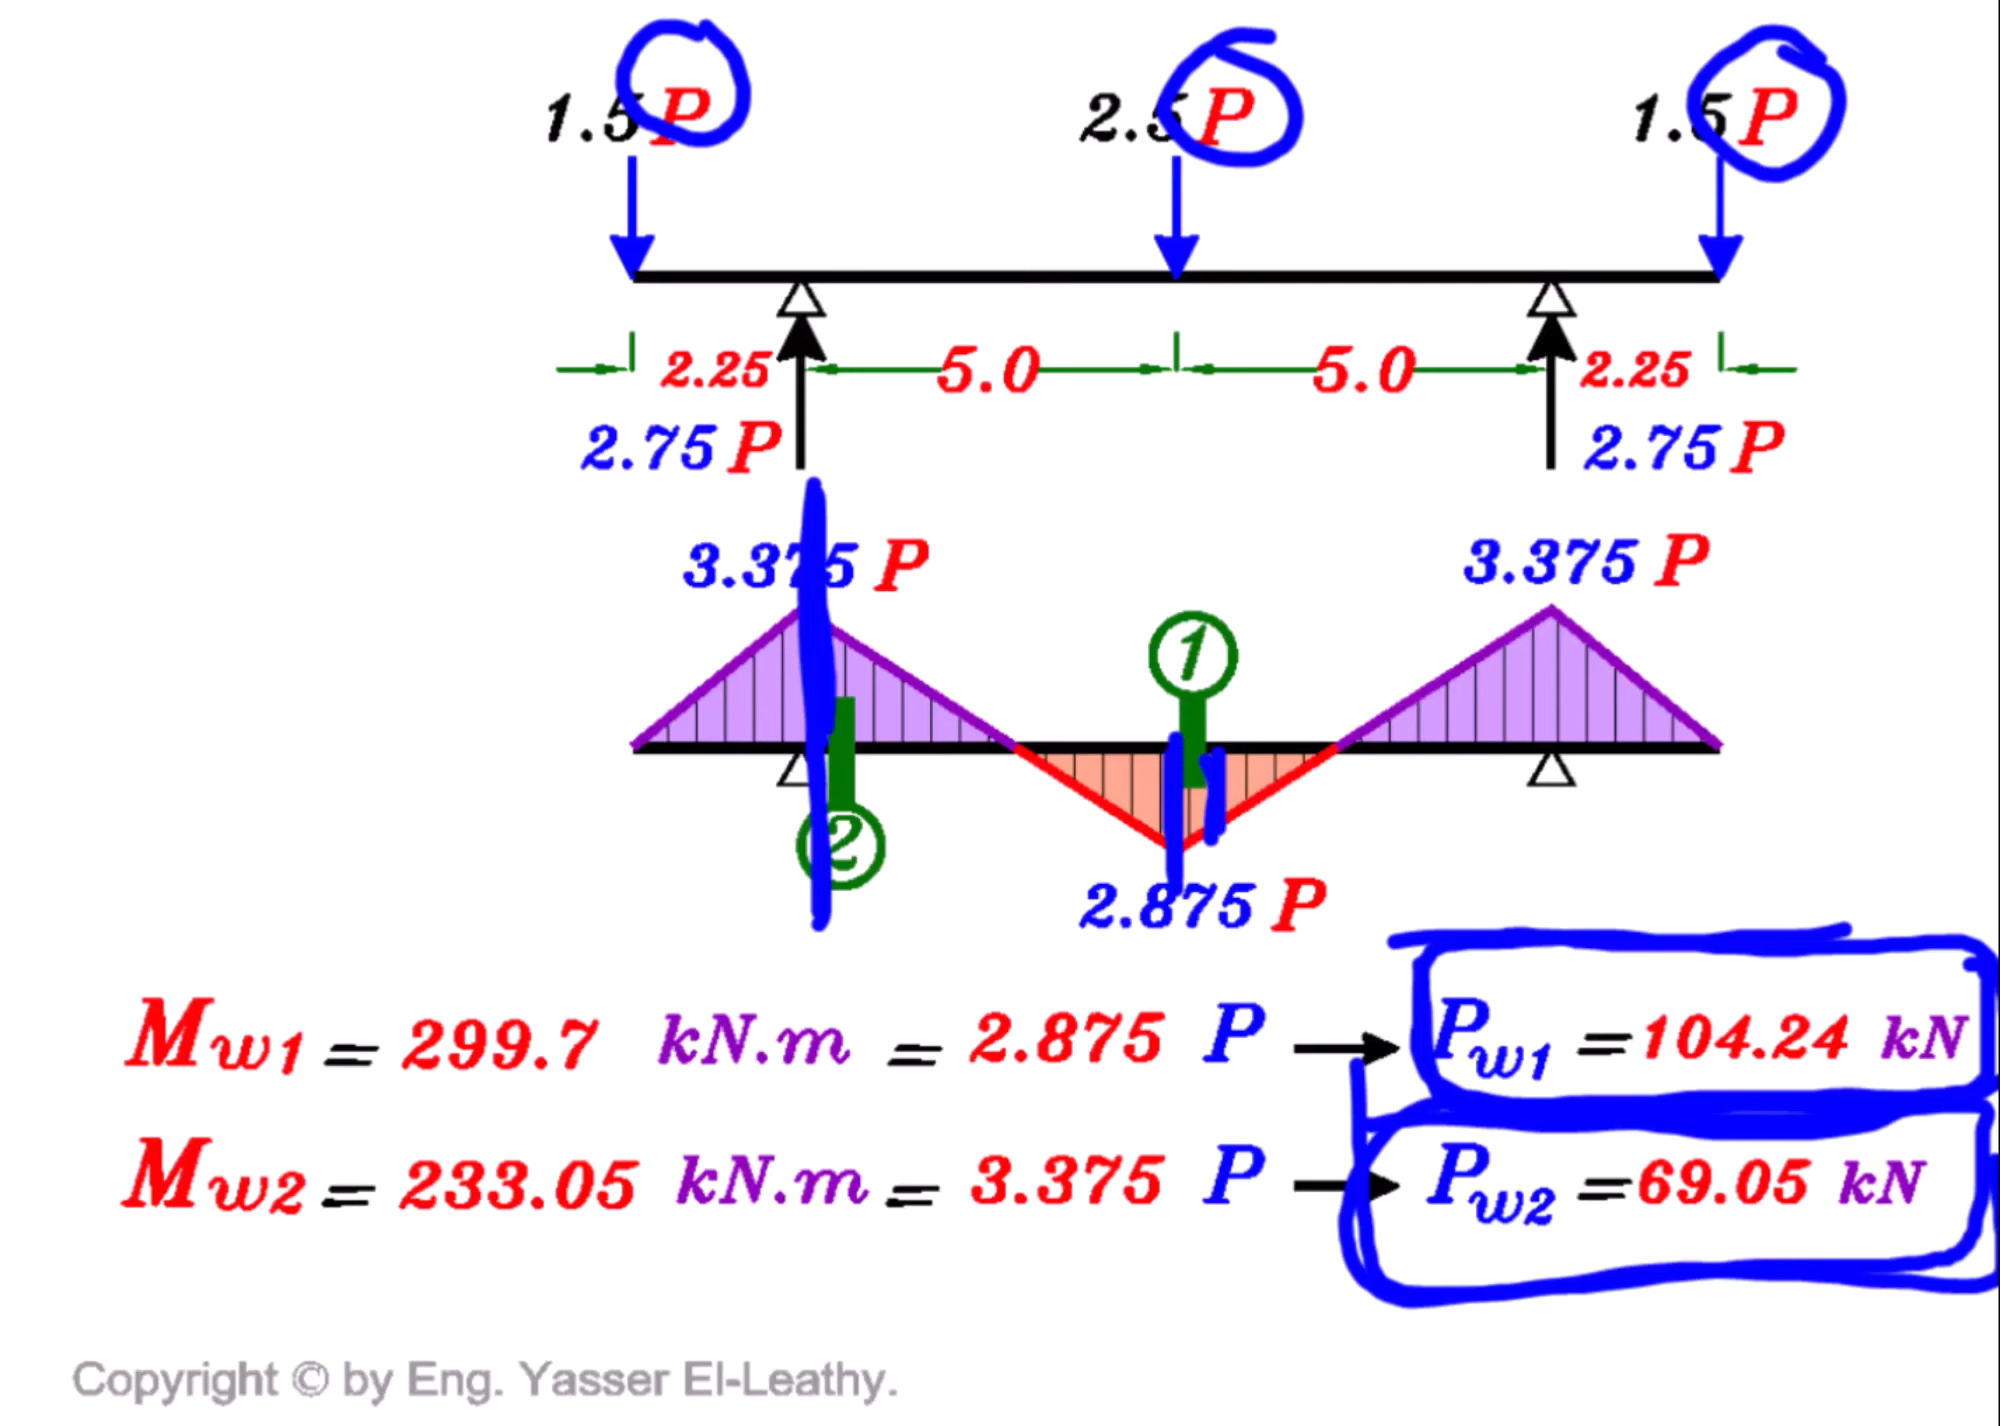 1.5 P 2.5 P 1.5 P
2.25 5.0 5.0 2.25
2.75 P 2.75 P
3.375 P 3.375 P
1
2
2.875 P
Mw1 = 299.7 kN.m = 2.875 P → Pw1 = 104.24 kN
Mw2 = 233.05 kN.m = 3.375 P → Pw2 = 69.05 kN
Copyright © by Eng. Yasser El-Leathy.